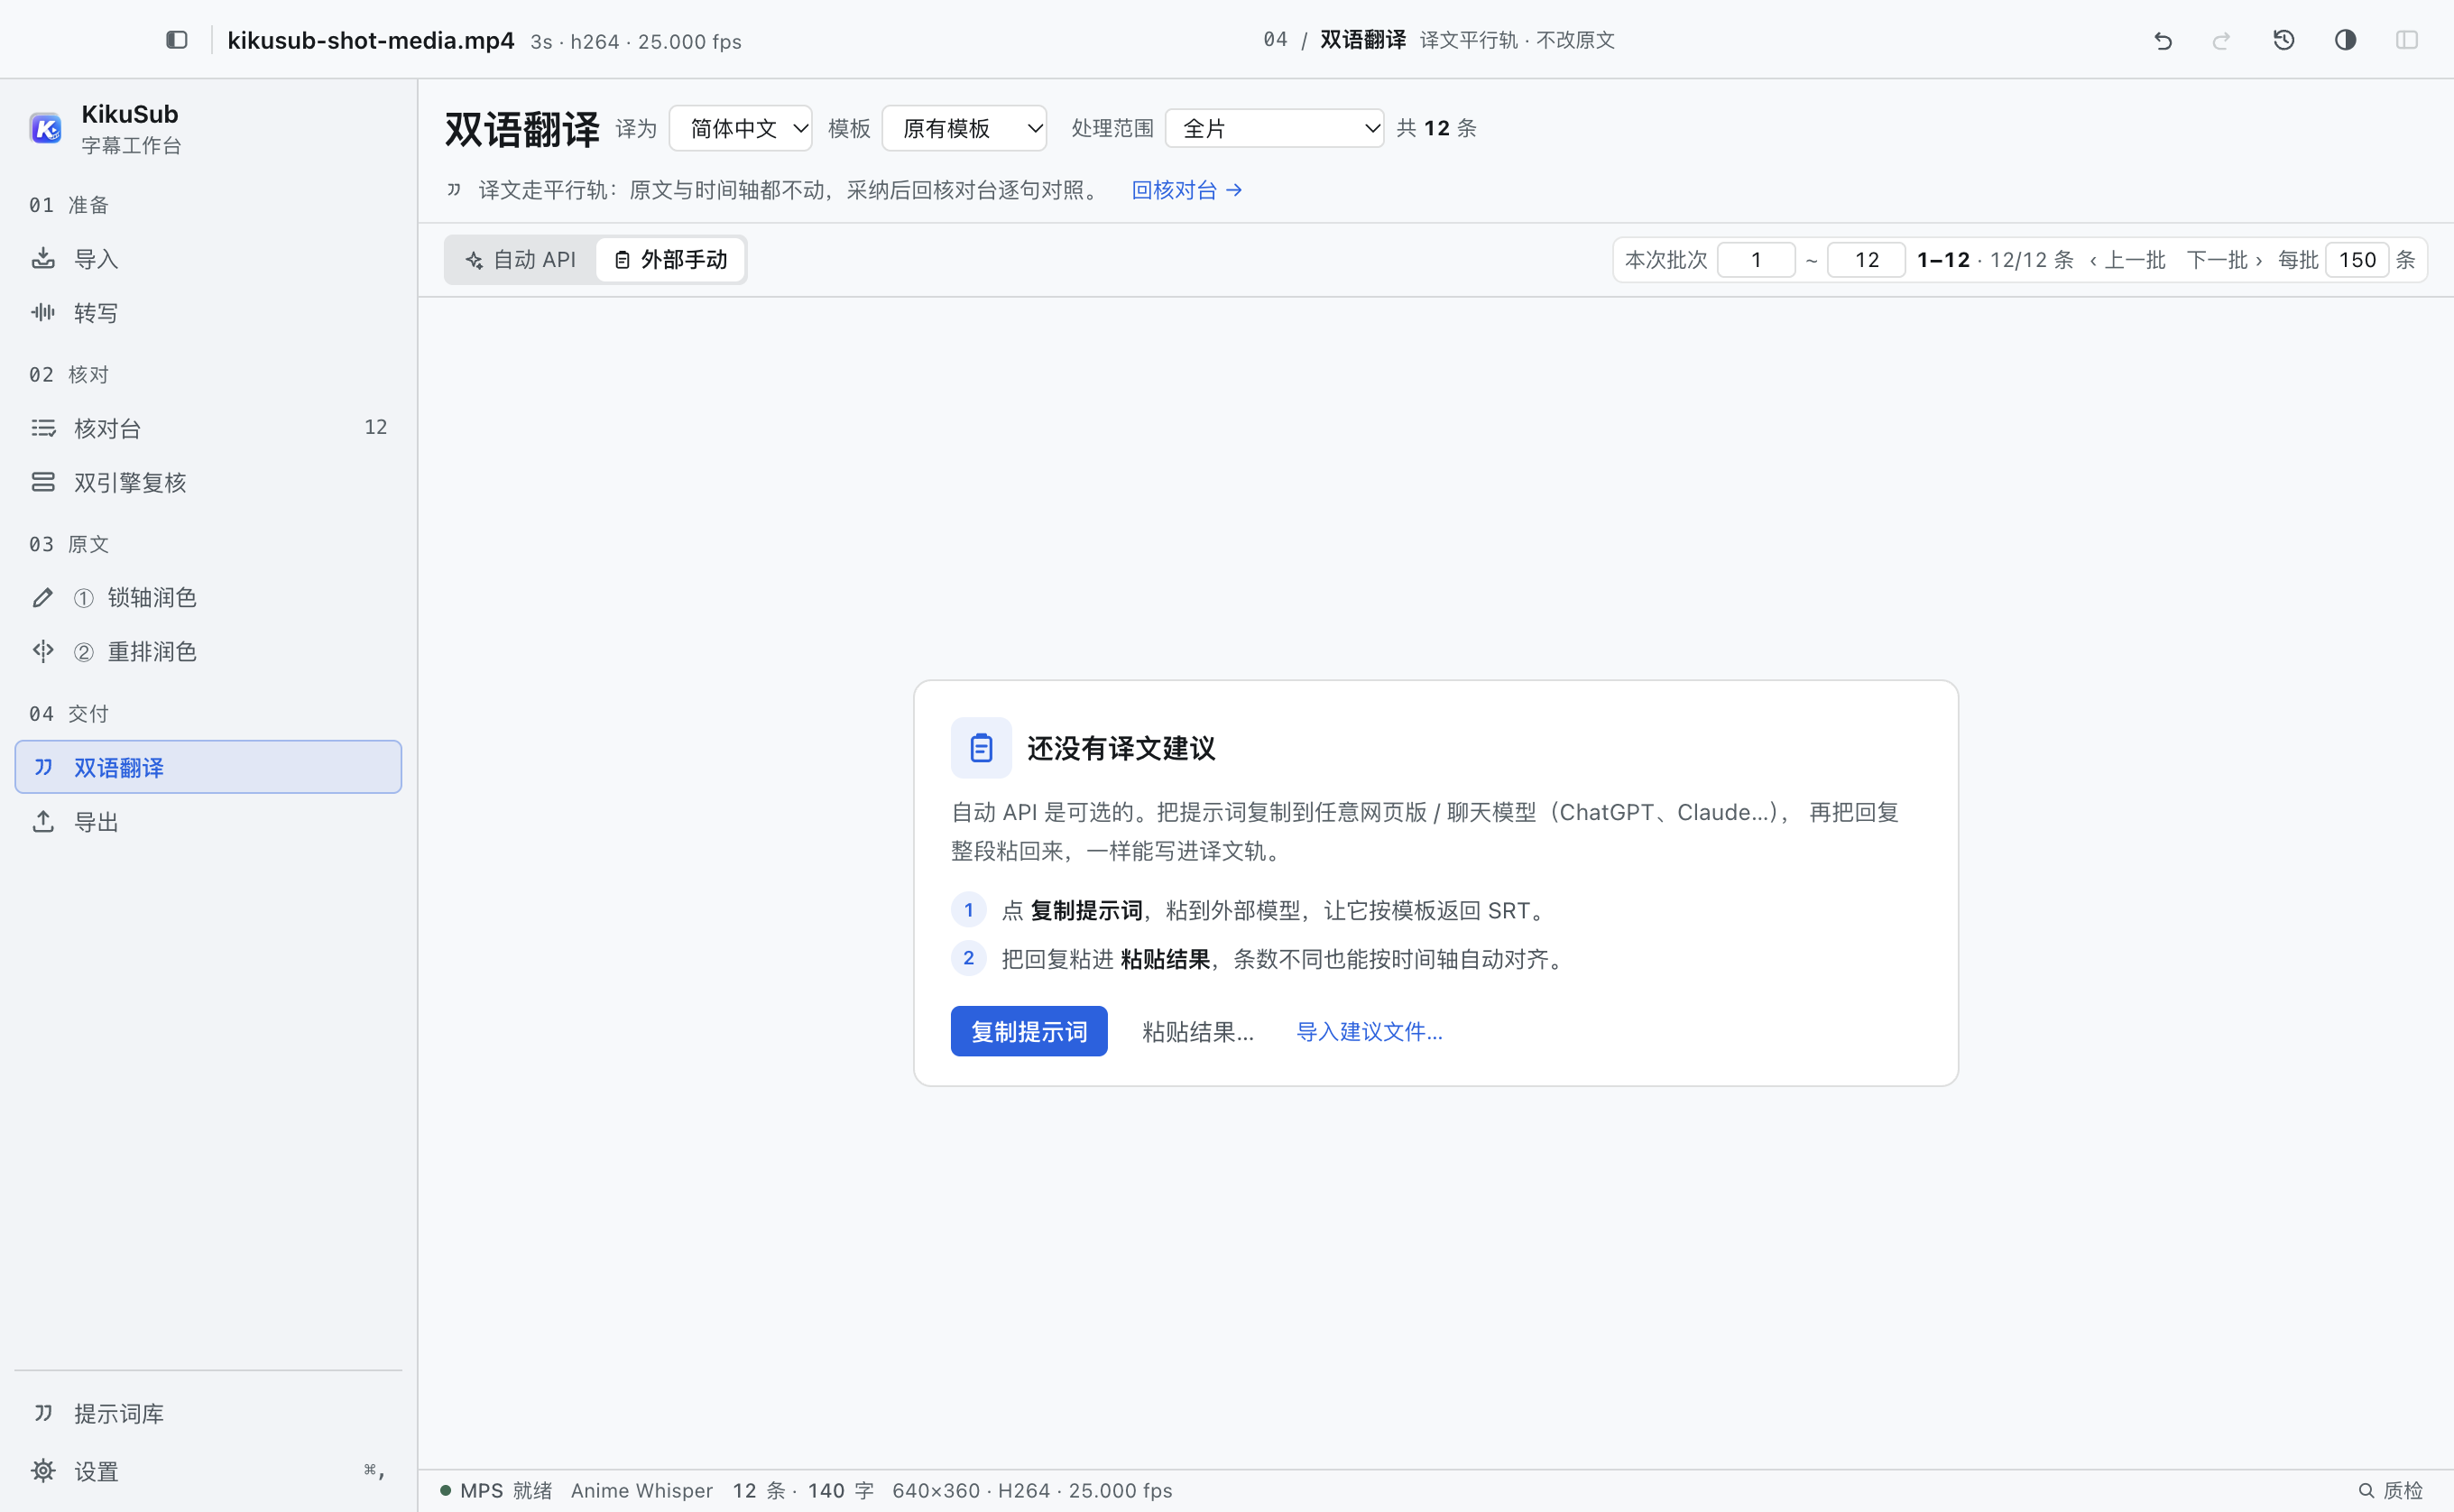 kikusub-shot-media.mp4 3s · h264 · 25.000 fps
04 / 双语翻译 译文平行轨 · 不改原文
KikuSub
字幕工作台
01 准备
导入
转写
02 核对
核对台 12
双引擎复核
03 原文
① 锁轴润色
② 重排润色
04 交付
双语翻译
导出
提示词库
设置 ⌘,
双语翻译 译为 简体中文 模板 原有模板 处理范围 全片 共 12 条
译文走平行轨：原文与时间轴都不动，采纳后回核对台逐句对照。 回核对台 →
自动 API 外部手动
本次批次 1 ~ 12 1–12 · 12/12 条 ‹ 上一批 下一批 › 每批 150 条
还没有译文建议
自动 API 是可选的。把提示词复制到任意网页版 / 聊天模型（ChatGPT、Claude…）， 再把回复
整段粘回来，一样能写进译文轨。
1 点 复制提示词，粘到外部模型，让它按模板返回 SRT。
2 把回复粘进 粘贴结果，条数不同也能按时间轴自动对齐。
复制提示词 粘贴结果… 导入建议文件…
MPS 就绪 Anime Whisper 12 条 · 140 字 640×360 · H264 · 25.000 fps
质检